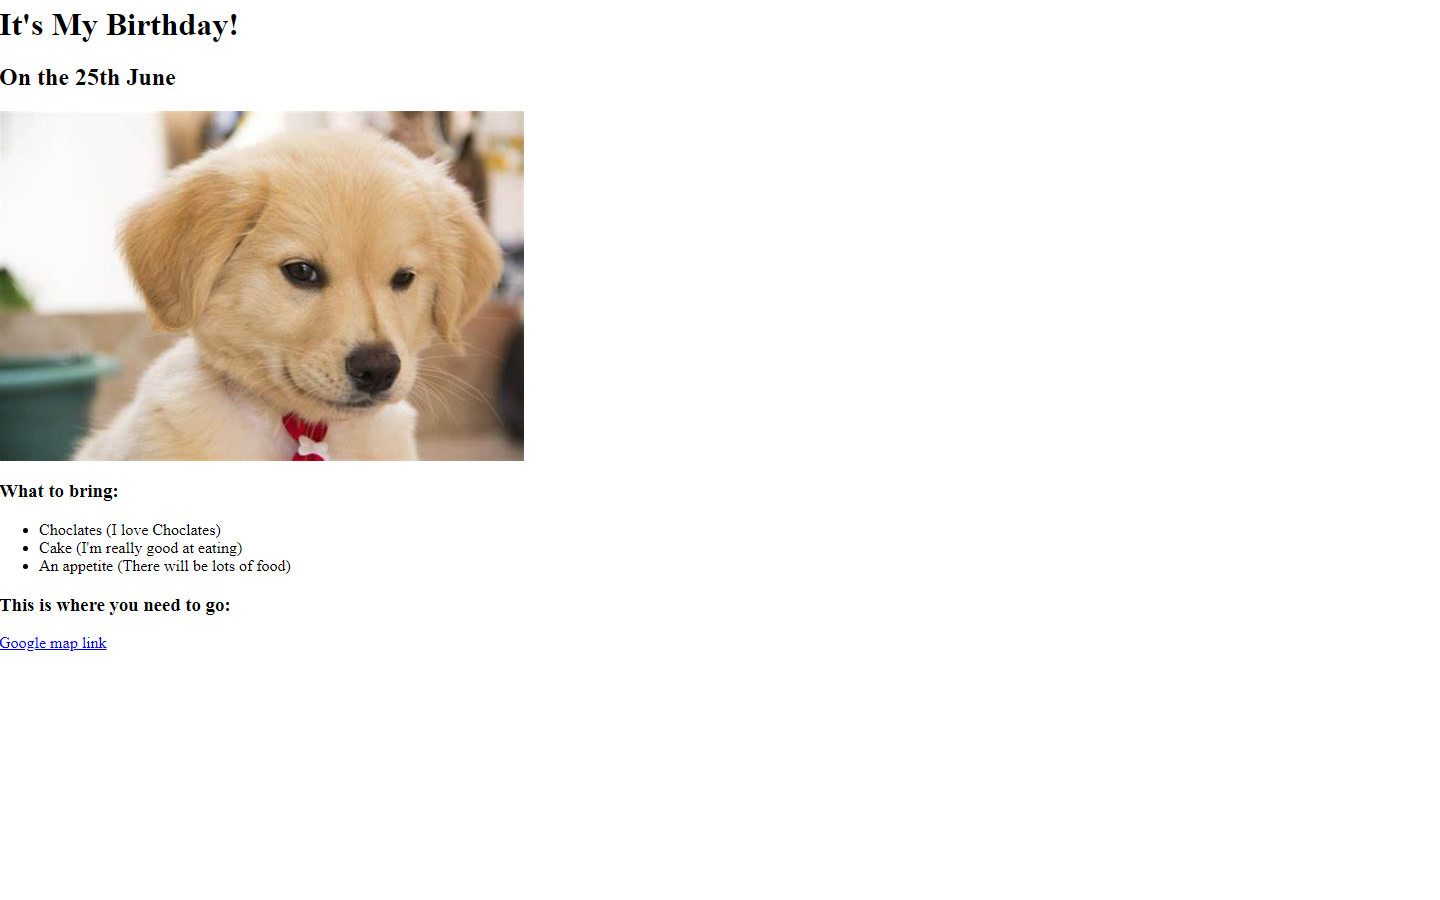 It's My Birthday!
On the 25th June
What to bring:
Choclates (I love Choclates)
Cake (I'm really good at eating)
An appetite (There will be lots of food)
This is where you need to go:
Google map link